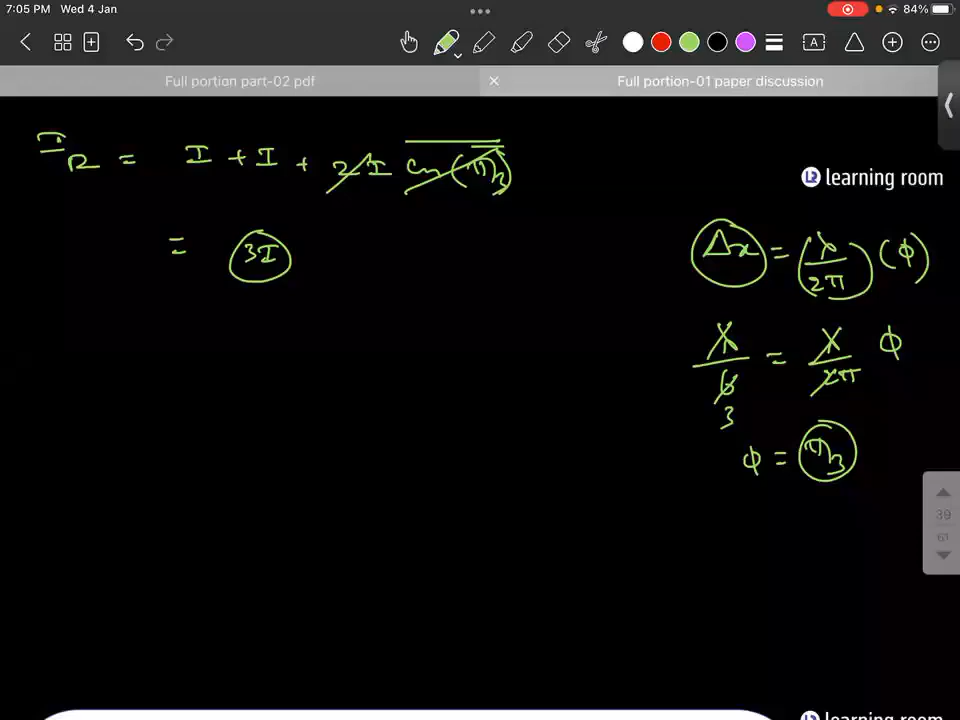 7:05 PM Wed 4 Jan
84%
Full portion part-02 pdf
Full portion-01 paper discussion
I_R = I + I + 2I cos(π/3)
= 3I
learning room
Δx = (λ/2π) (ϕ)
λ/6 = λ/2π ϕ
3
ϕ = π/3
39
61
learning room